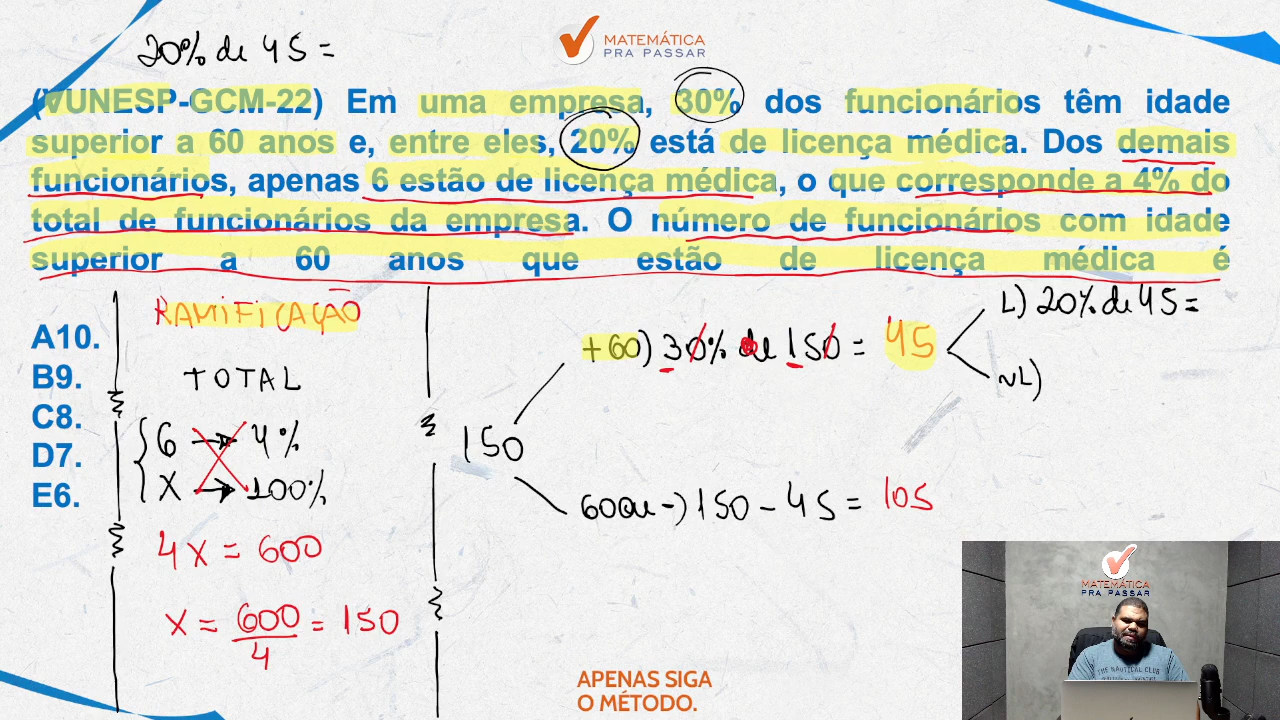 20% de 45 =
MATEMÁTICA
PRA PASSAR
(VUNESP-GCM-22) Em uma empresa, 30% dos funcionários têm idade
superior a 60 anos e, entre eles, 20% está de licença médica. Dos demais
funcionários, apenas 6 estão de licença médica, o que corresponde a 4% do
total de funcionários da empresa. O número de funcionários com idade
superior a 60 anos que estão de licença médica é
A10.
B9.
C8.
D7.
E6.
RAMIFICAÇÃO
TOTAL
6 → 4%
X → 100%
4X = 600
X = 600/4 = 150
150
+60) 30% de 150 = 45
L) 20% de 45 =
NL)
60ou-) 150 - 45 = 105
MATEMÁTICA
PRA PASSAR
THE NAUTICAL CLUB
APENAS SIGA
O MÉTODO.